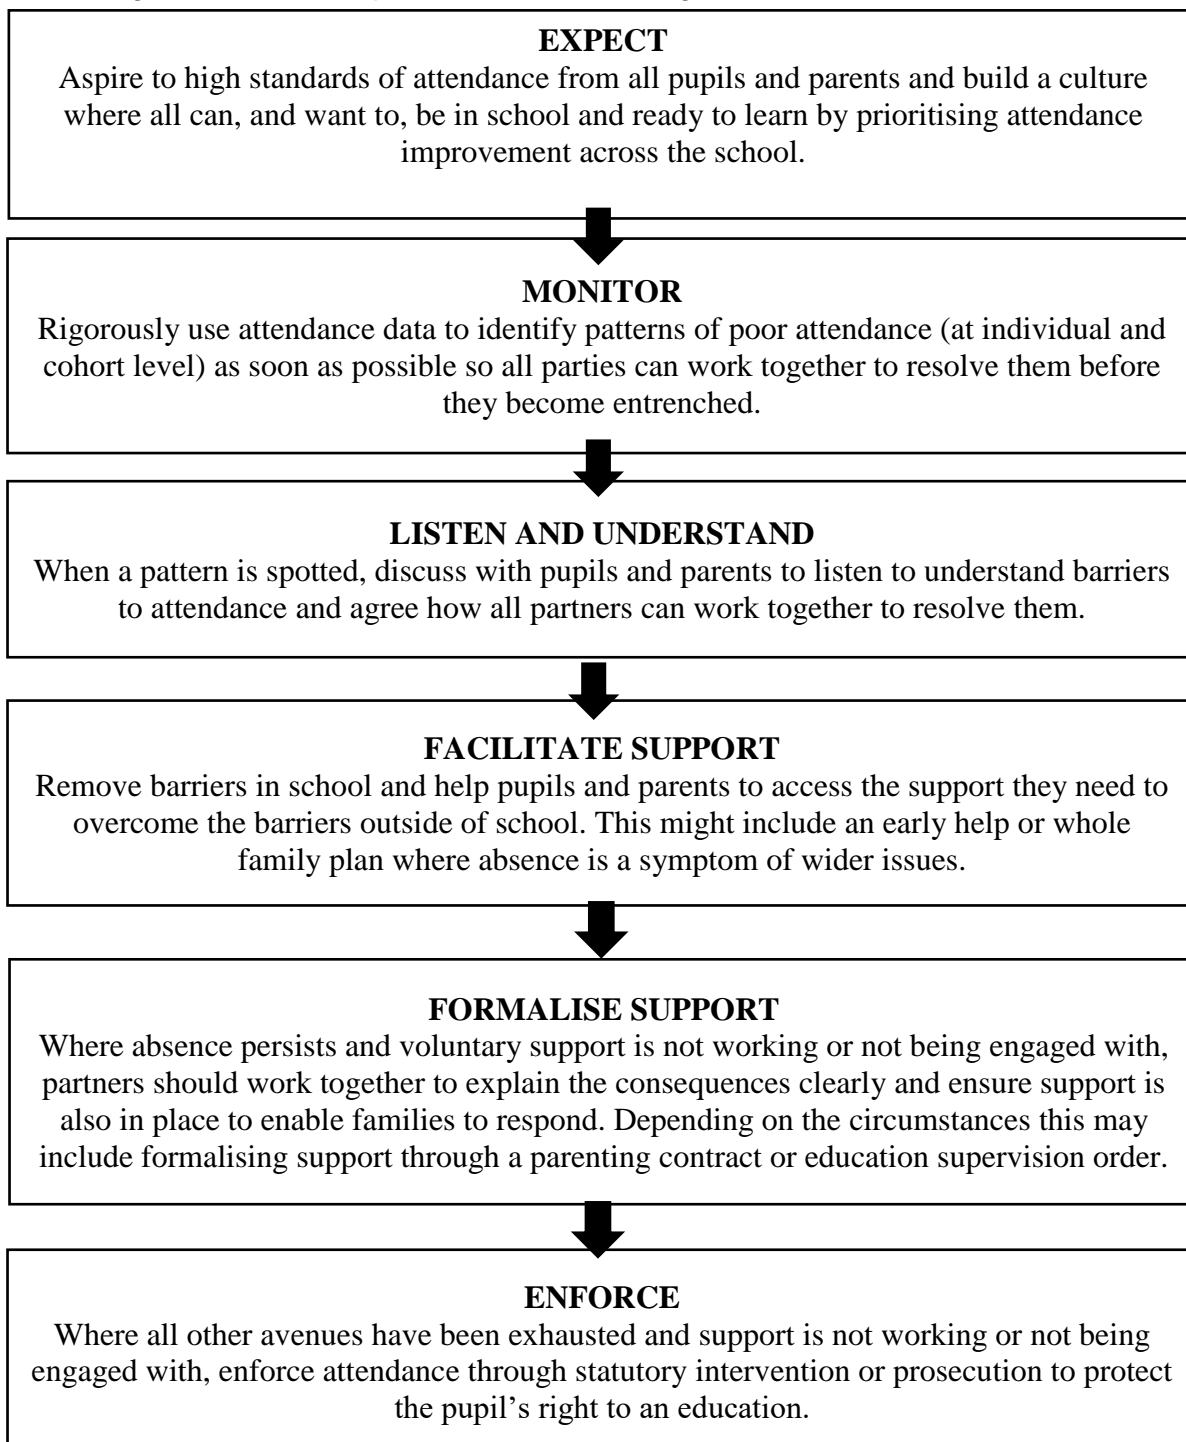 EXPECT
Aspire to high standards of attendance from all pupils and parents and build a culture
where all can, and want to, be in school and ready to learn by prioritising attendance
improvement across the school.
MONITOR
Rigorously use attendance data to identify patterns of poor attendance (at individual and
cohort level) as soon as possible so all parties can work together to resolve them before
they become entrenched.
LISTEN AND UNDERSTAND
When a pattern is spotted, discuss with pupils and parents to listen to understand barriers
to attendance and agree how all partners can work together to resolve them.
FACILITATE SUPPORT
Remove barriers in school and help pupils and parents to access the support they need to
overcome the barriers outside of school. This might include an early help or whole
family plan where absence is a symptom of wider issues.
FORMALISE SUPPORT
Where absence persists and voluntary support is not working or not being engaged with,
partners should work together to explain the consequences clearly and ensure support is
also in place to enable families to respond. Depending on the circumstances this may
include formalising support through a parenting contract or education supervision order.
ENFORCE
Where all other avenues have been exhausted and support is not working or not being
engaged with, enforce attendance through statutory intervention or prosecution to protect
the pupil’s right to an education.